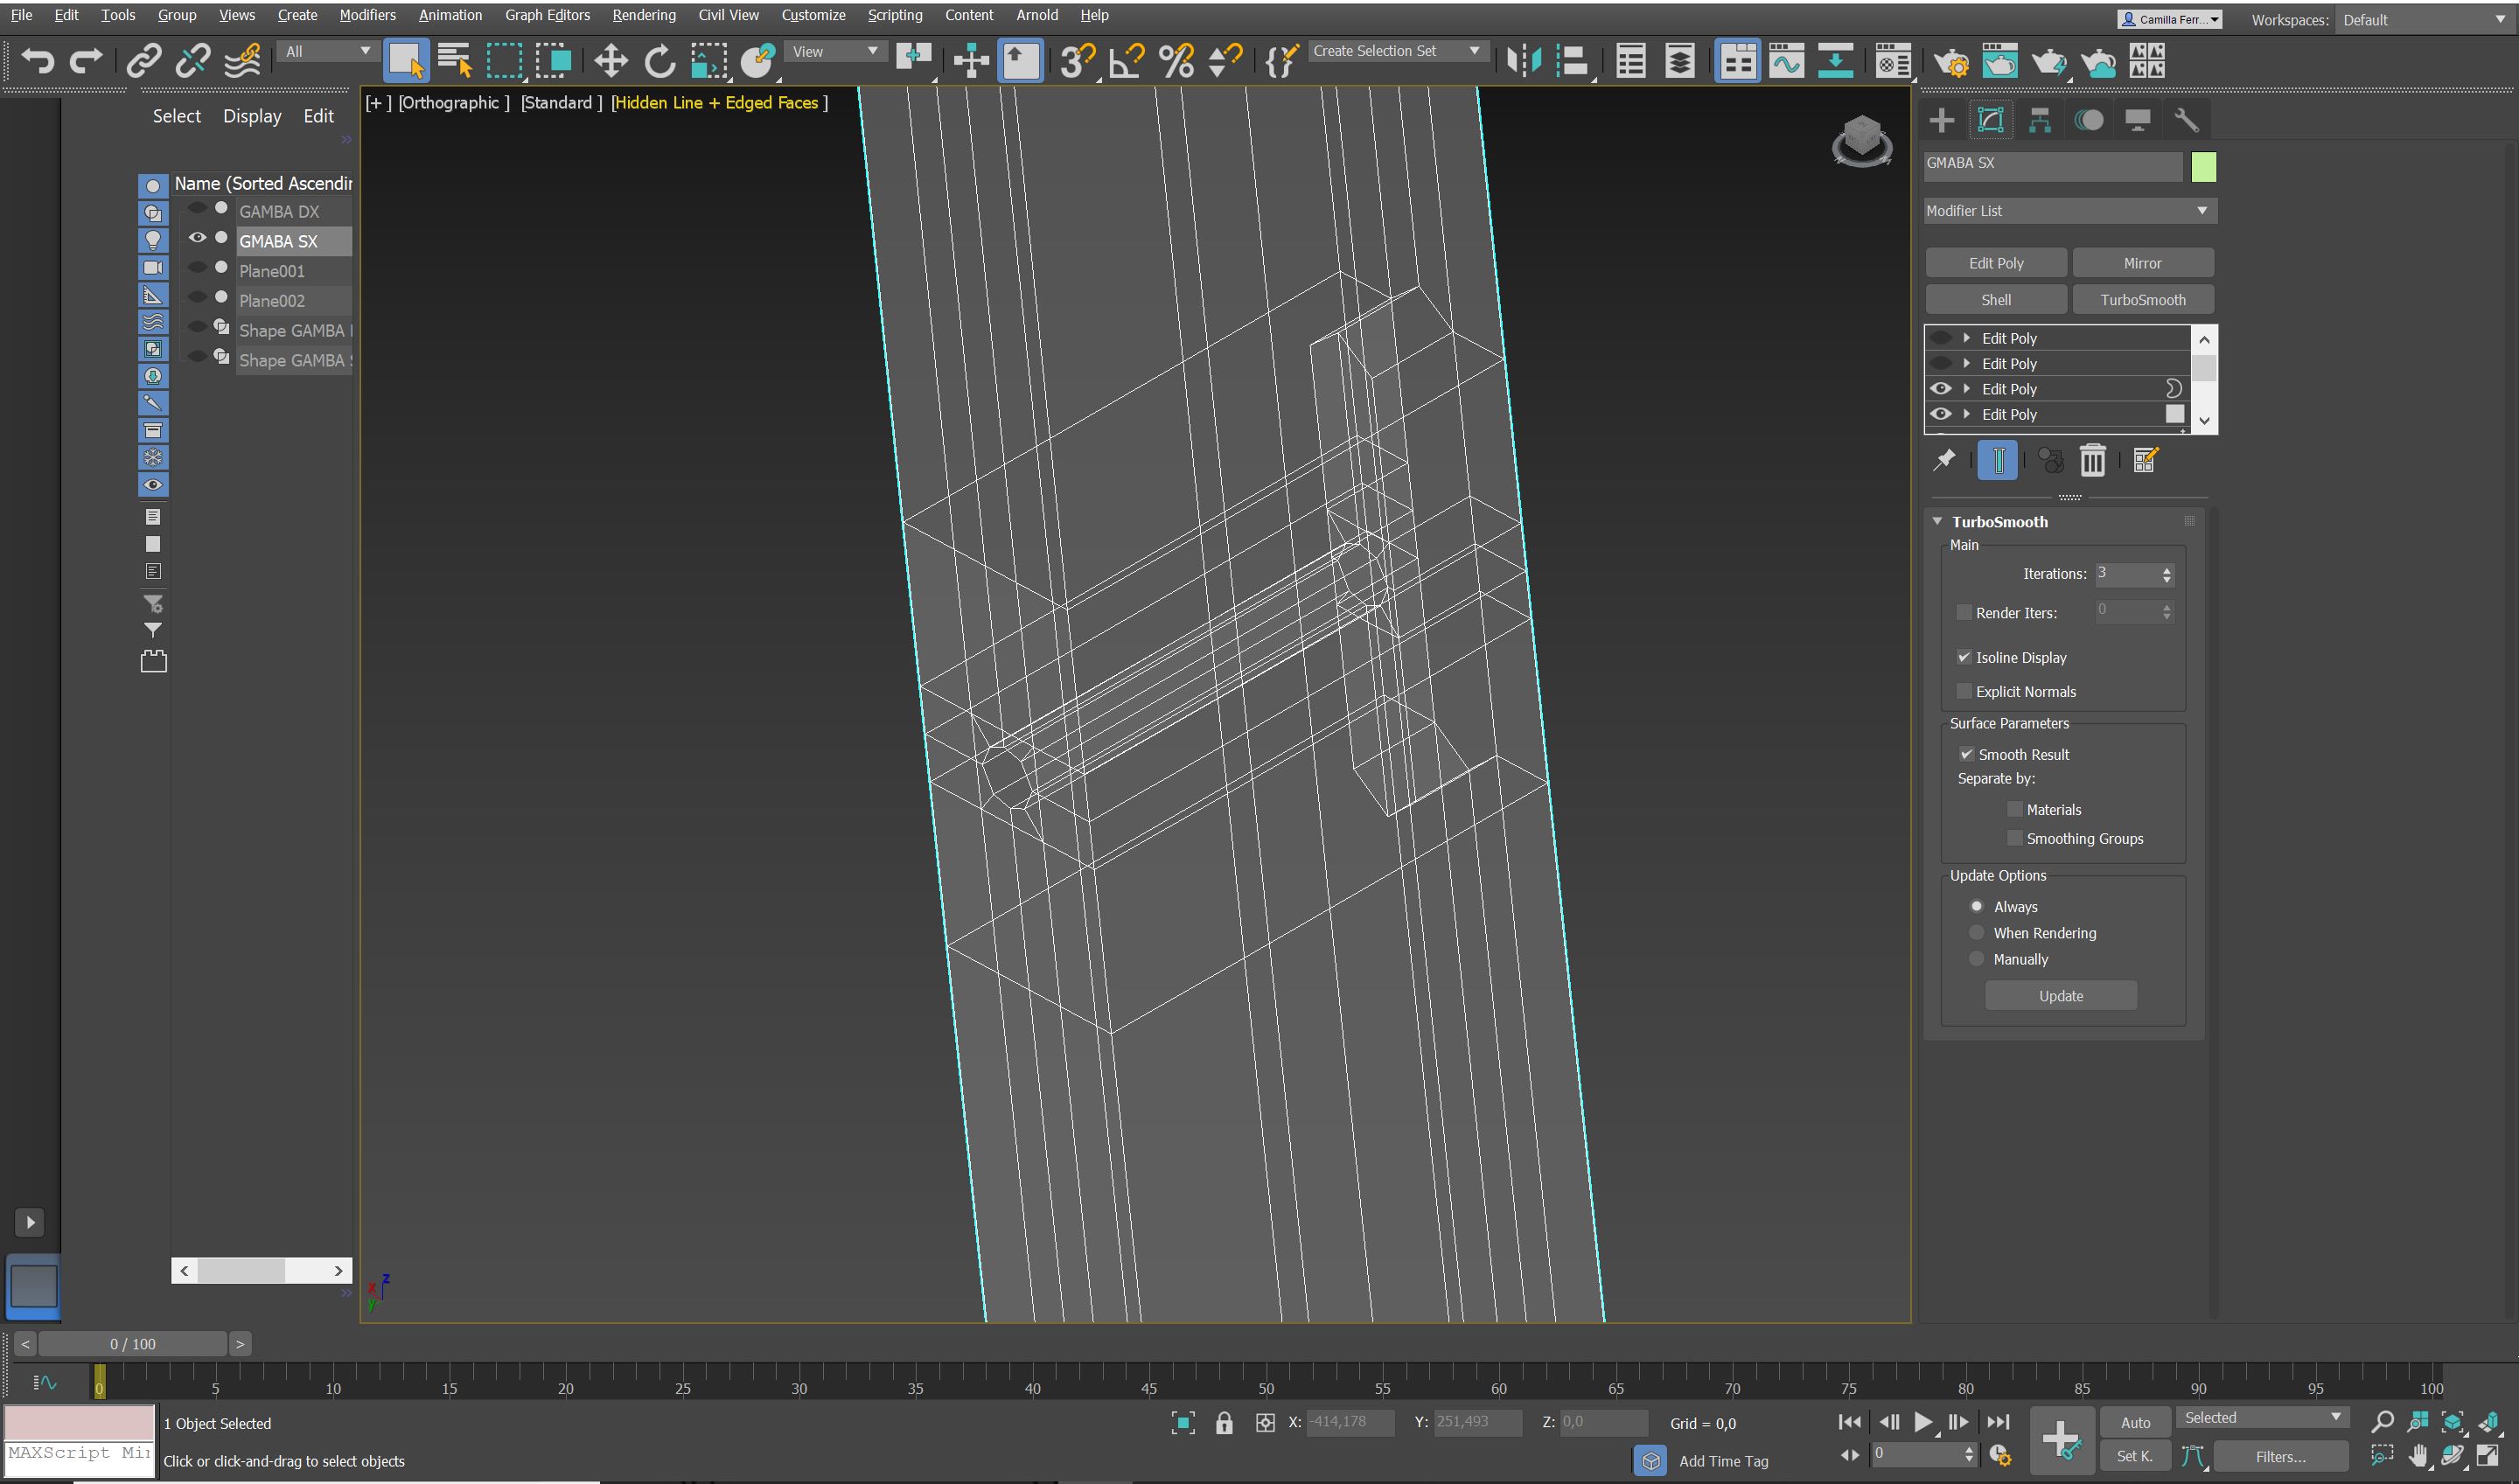 File Edit Tools Group Views Create Modifiers Animation Graph Editors Rendering Civil View Customize Scripting Content Arnold Help
Camilla Ferr...
Workspaces: Default
All
View
Create Selection Set
Select Display Edit
[+ ] [Orthographic ] [Standard ] [Hidden Line + Edged Faces ]
Name (Sorted Ascendin
GAMBA DX
GMABA SX
Plane001
Plane002
Shape GAMBA
Shape GAMBA
GMABA SX
Modifier List
Edit Poly Mirror
Shell TurboSmooth
Edit Poly
Edit Poly
Edit Poly
Edit Poly
TurboSmooth
Main
Iterations: 3
Render Iters: 0
Isoline Display
Explicit Normals
Surface Parameters
Smooth Result
Separate by:
Materials
Smoothing Groups
Update Options
Always
When Rendering
Manually
Update
x y z
< 0 / 100 >
0 5 10 15 20 25 30 35 40 45 50 55 60 65 70 75 80 85 90 95 100
1 Object Selected
X: -414,178 Y: 251,493 Z: 0,0 Grid = 0,0
Auto Selected
MAXScript Mi
Click or click-and-drag to select objects
Add Time Tag
0
Set K. Filters...